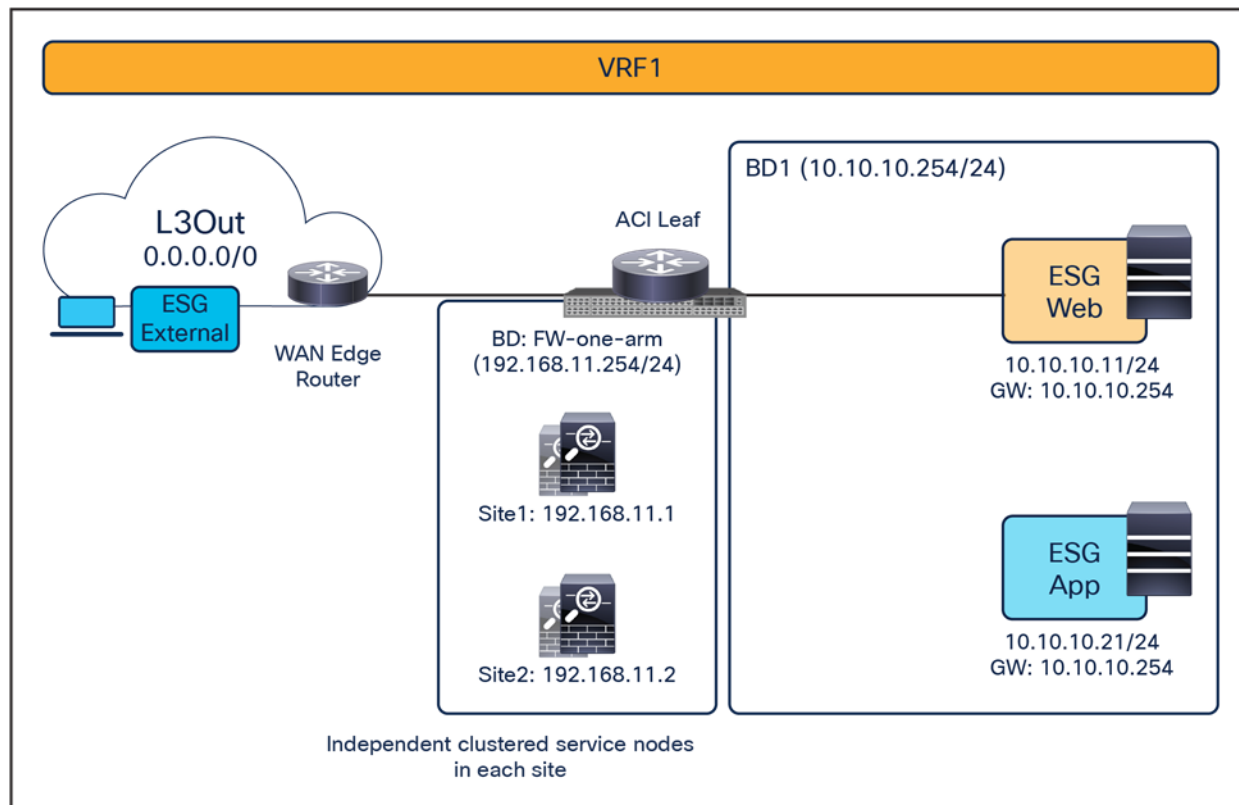 VRF1
L3Out
0.0.0.0/0
ESG
External
WAN Edge
Router
ACI Leaf
BD: FW-one-arm
(192.168.11.254/24)
Site1: 192.168.11.1
Site2: 192.168.11.2
Independent clustered service nodes
in each site
BD1 (10.10.10.254/24)
ESG
Web
10.10.10.11/24
GW: 10.10.10.254
ESG
App
10.10.10.21/24
GW: 10.10.10.254